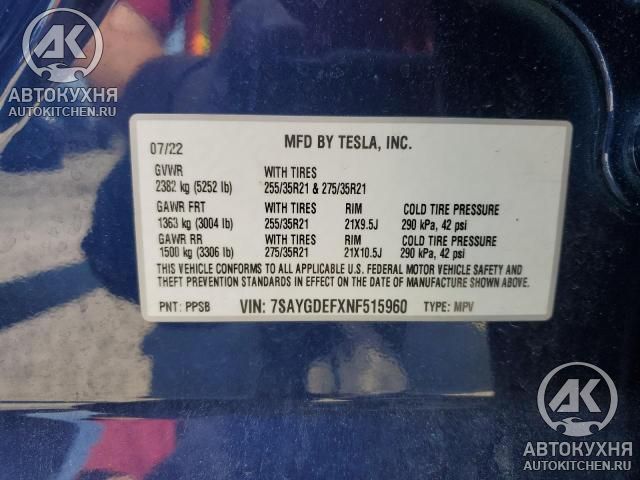 АВТОКУХНЯ
AUTOKITCHEN.RU
07/22 MFD BY TESLA, INC.
GVWR WITH TIRES
2382 kg (5252 lb) 255/35R21 & 275/35R21
GAWR FRT WITH TIRES RIM COLD TIRE PRESSURE
1363 kg (3004 lb) 255/35R21 21X9.5J 290 kPa, 42 psi
GAWR RR WITH TIRES RIM COLD TIRE PRESSURE
1500 kg (3306 lb) 275/35R21 21X10.5J 290 kPa, 42 psi
THIS VEHICLE CONFORMS TO ALL APPLICABLE U.S. FEDERAL MOTOR VEHICLE SAFETY AND
THEFT PREVENTION STANDARDS IN EFFECT ON THE DATE OF MANUFACTURE SHOWN ABOVE.
PNT: PPSB VIN: 7SAYGDEFXNF515960 TYPE: MPV
АК
АВТОКУХНЯ
AUTOKITCHEN.RU